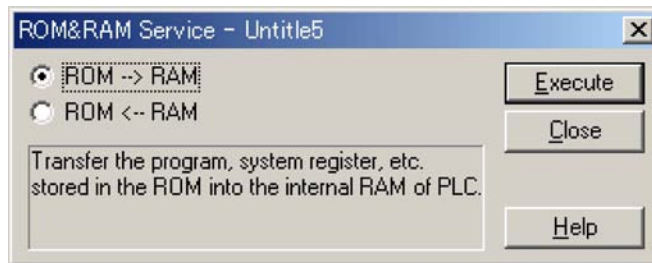 ROM&RAM Service - Untitle5
ROM --> RAM
ROM <-- RAM
Transfer the program, system register, etc.
stored in the ROM into the internal RAM of PLC.
Execute
Close
Help